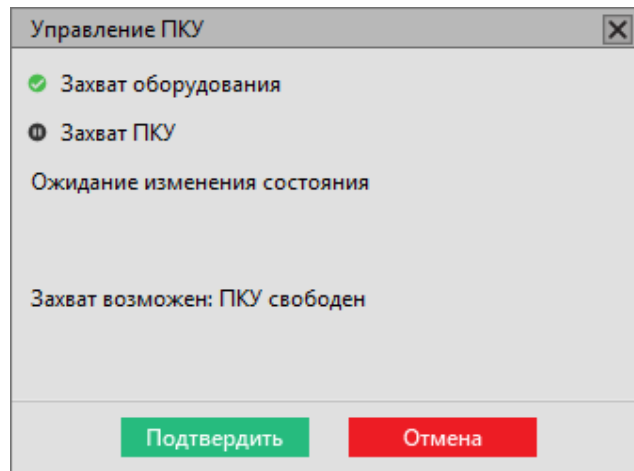 Управление ПКУ
Захват оборудования
Захват ПКУ
Ожидание изменения состояния
Захват возможен: ПКУ свободен
Подтвердить
Отмена